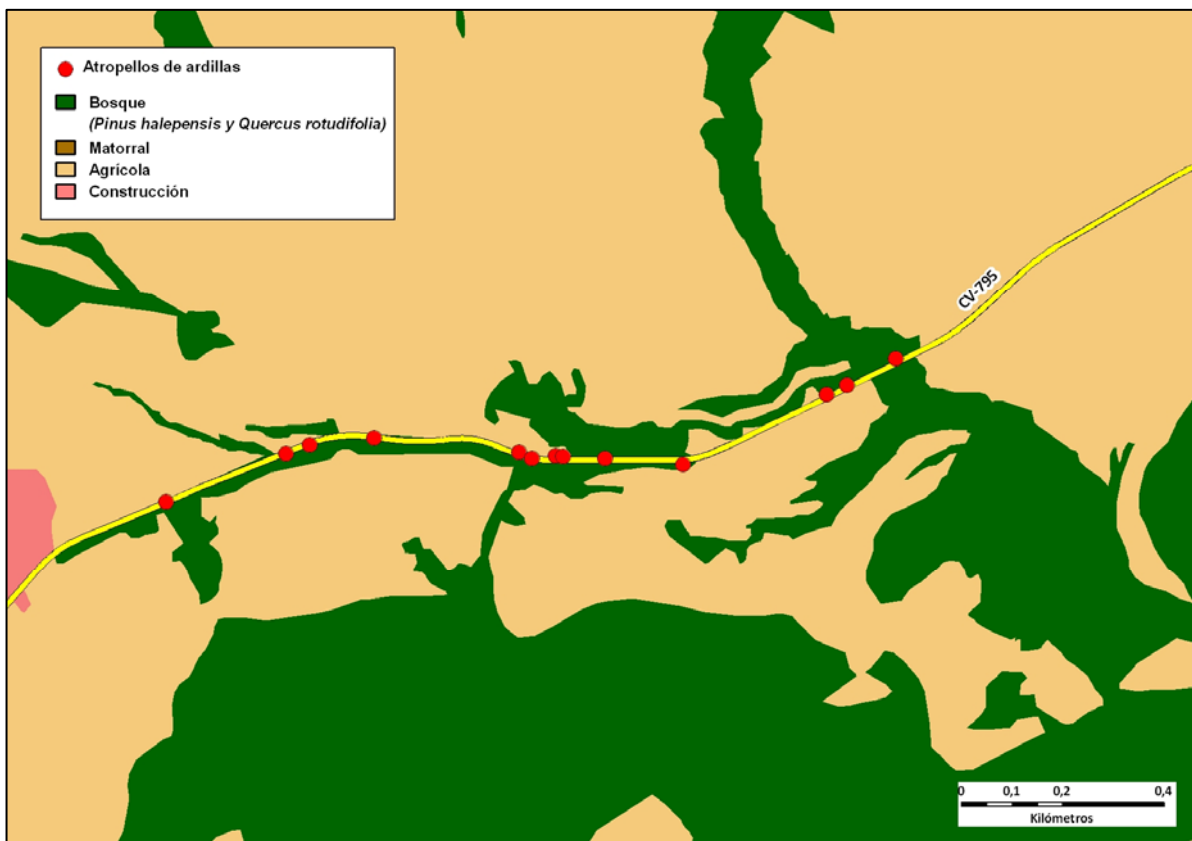 Atropellos de ardillas
Bosque
(Pinus halepensis y Quercus rotudifolia)
Matorral
Agrícola
Construcción
CV-795
0 0,1 0,2 0,4
Kilómetros